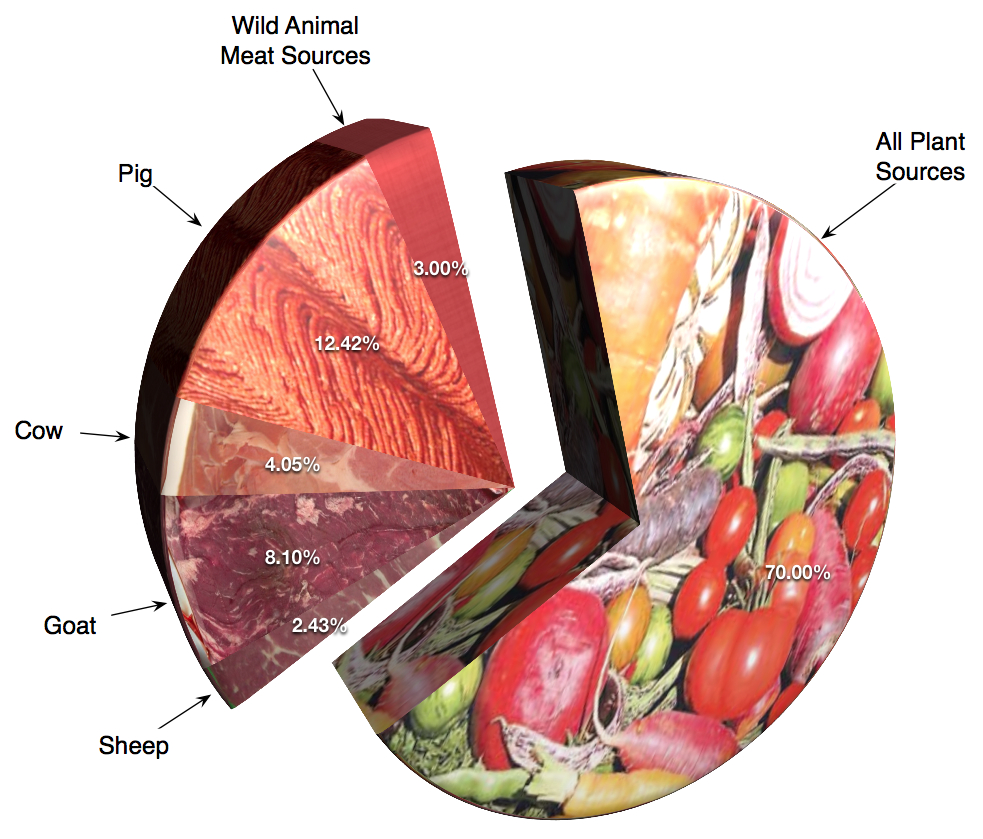 Wild Animal
Meat Sources
All Plant
Sources
Pig
3.00%
12.42%
Cow
4.05%
8.10%
70.00%
Goat
2.43%
Sheep